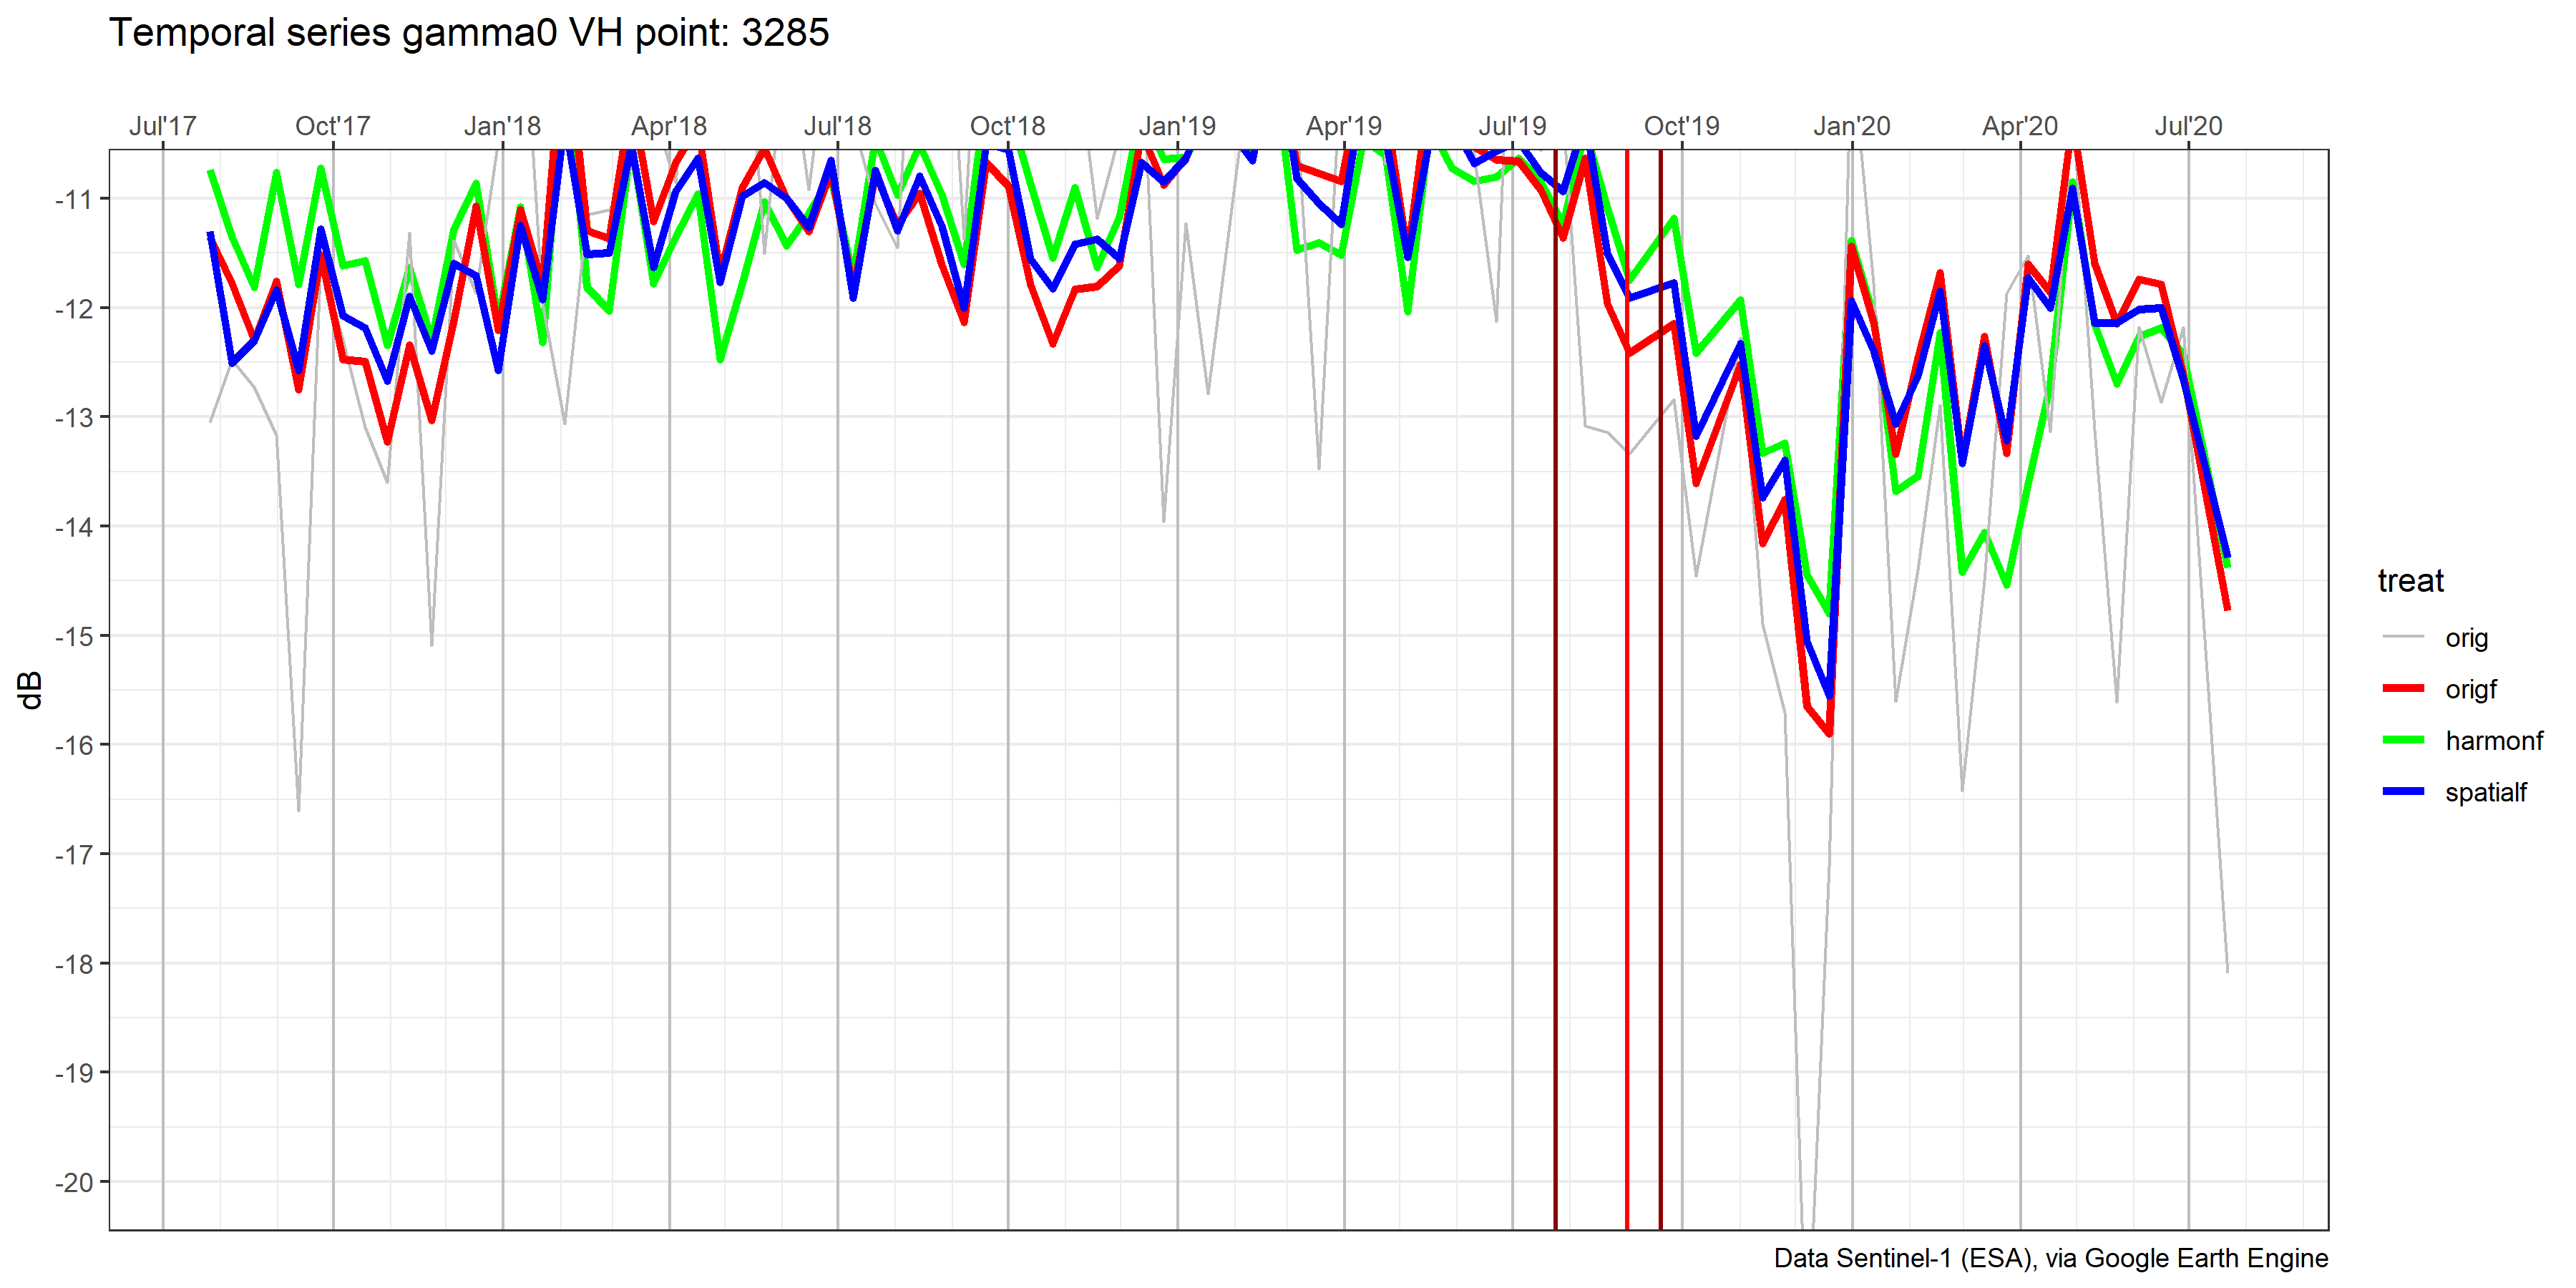 Temporal series gamma0 VH point: 3285
Jul'17 Oct'17 Jan'18 Apr'18 Jul'18 Oct'18 Jan'19 Apr'19 Jul'19 Oct'19 Jan'20 Apr'20 Jul'20
-11
-12
-13
-14
-15
-16
-17
-18
-19
-20
dB
treat
orig
origf
harmonf
spatialf
Data Sentinel-1 (ESA), via Google Earth Engine